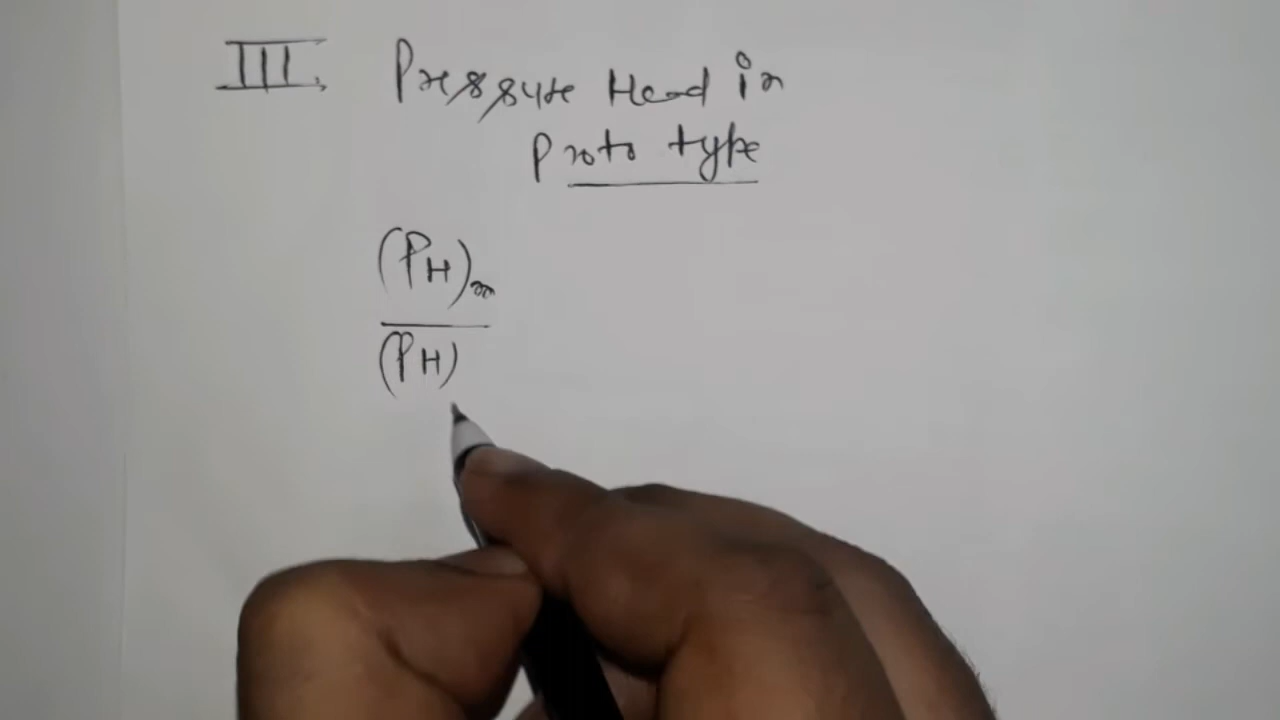 III. Pressure Head in
Proto type
(PH)m
(PH)